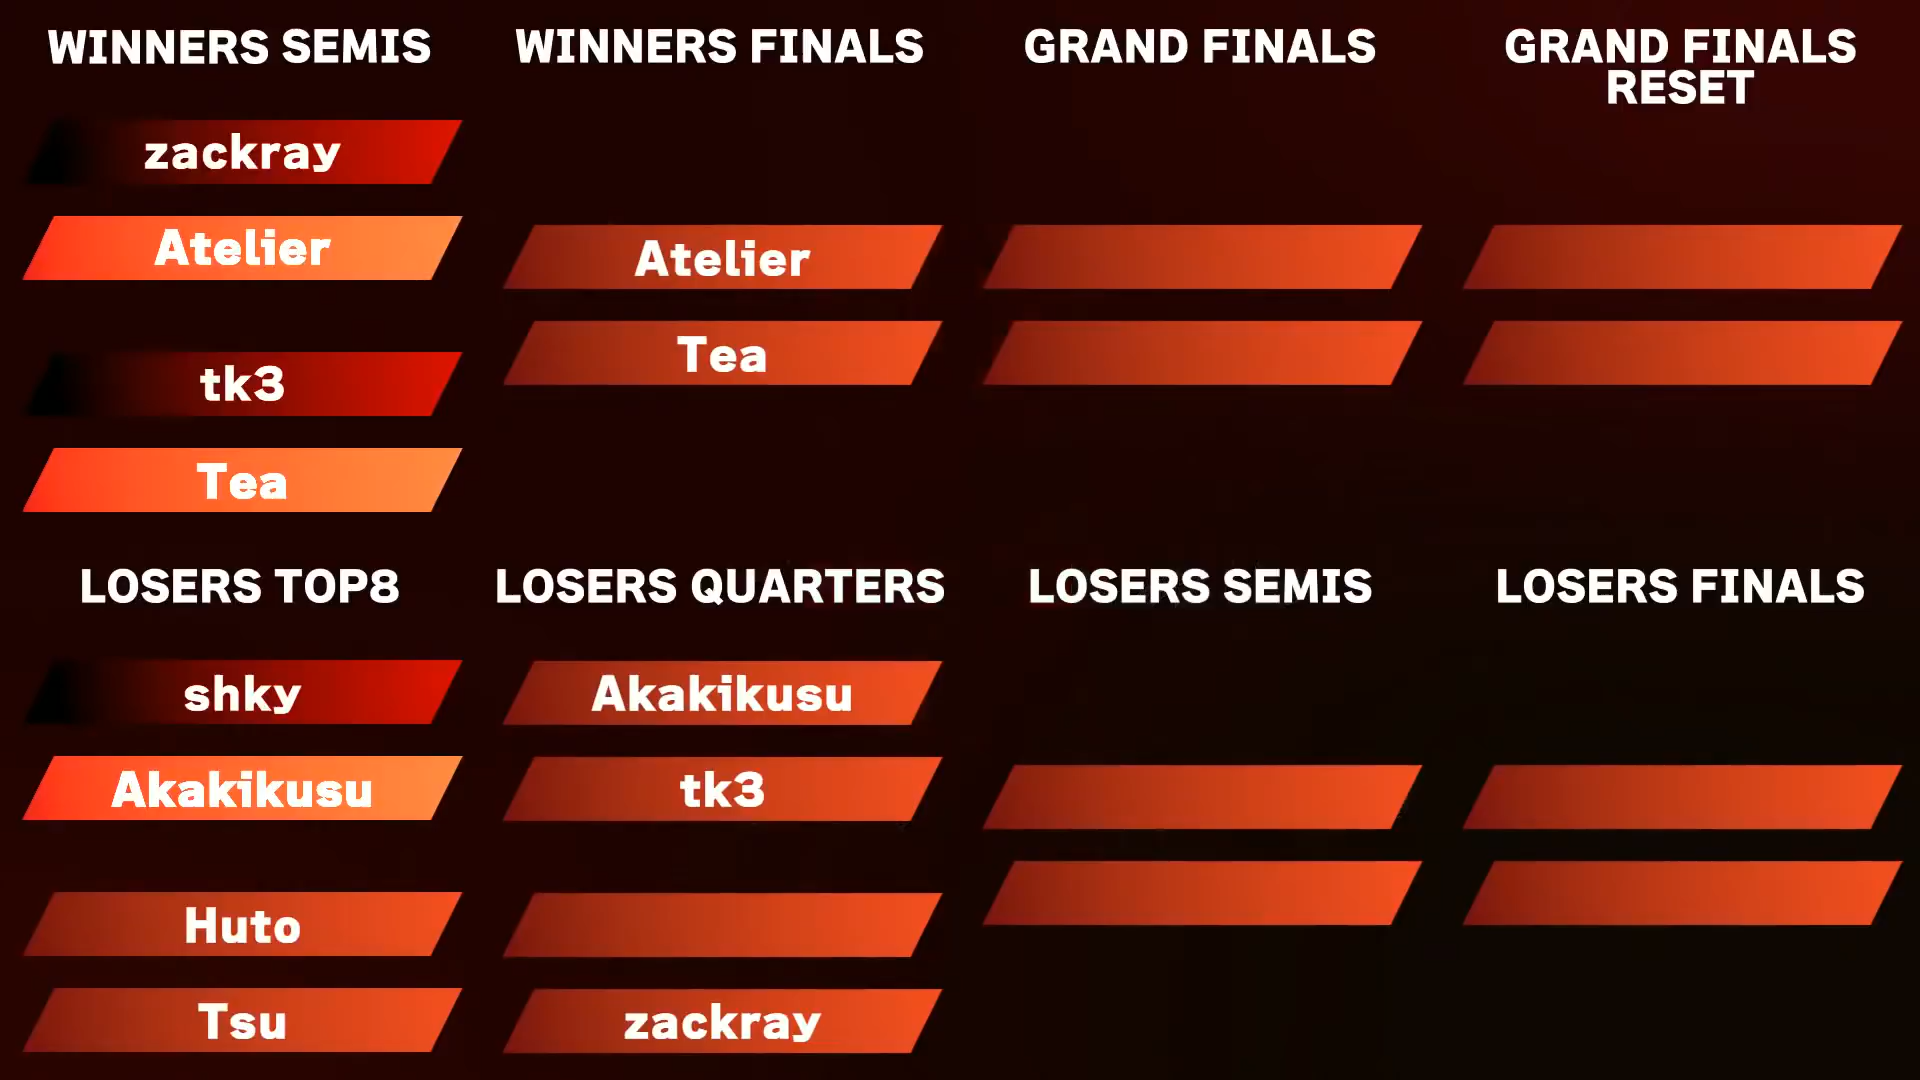 WINNERS SEMIS
zackray
Atelier
tk3
Tea
WINNERS FINALS
Atelier
Tea
GRAND FINALS
GRAND FINALS
RESET
LOSERS TOP8
shky
Akakikusu
Huto
Tsu
LOSERS QUARTERS
Akakikusu
tk3
zackray
LOSERS SEMIS
LOSERS FINALS